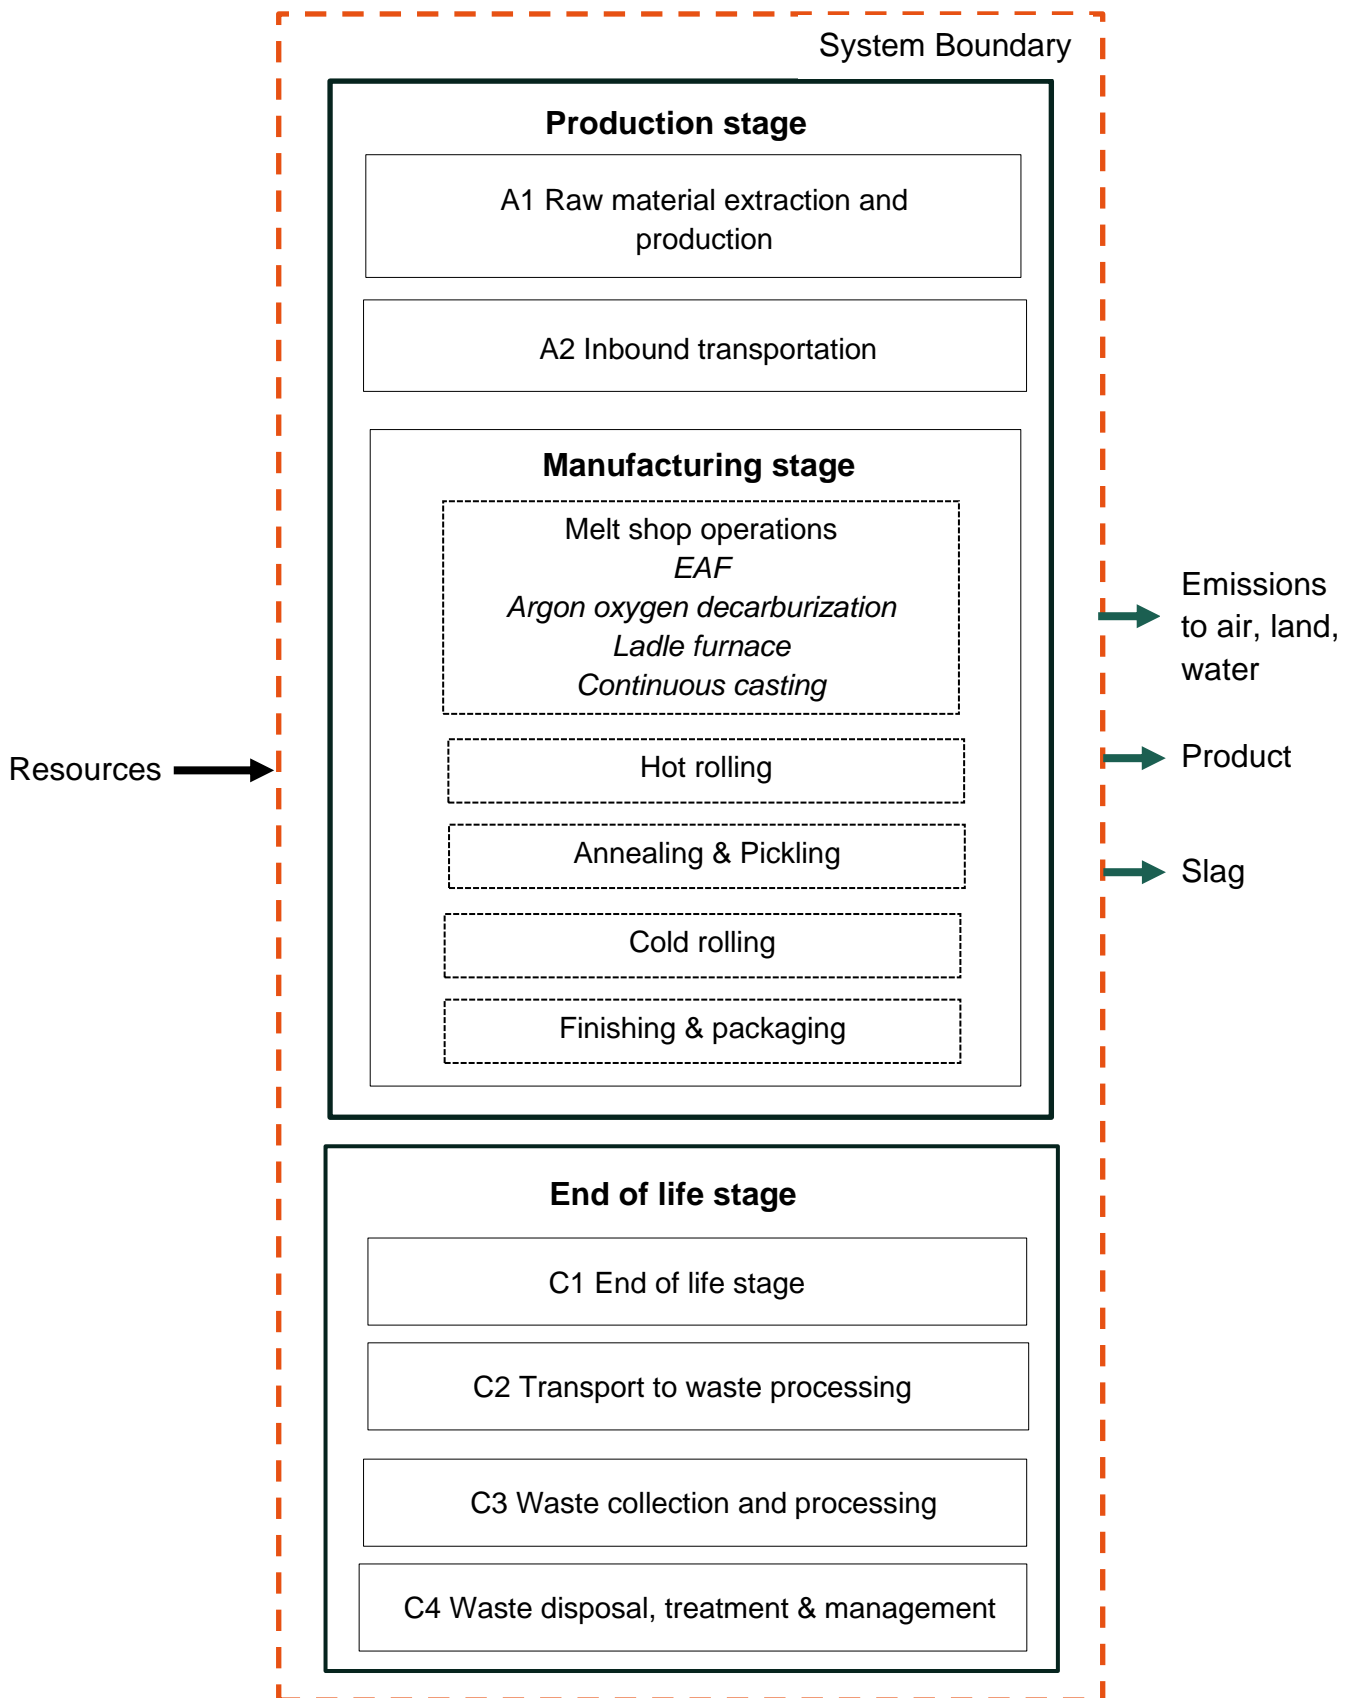 System Boundary
Production stage
A1 Raw material extraction and
production
A2 Inbound transportation
Manufacturing stage
Melt shop operations
EAF
Argon oxygen decarburization
Ladle furnace
Continuous casting
Hot rolling
Annealing & Pickling
Cold rolling
Finishing & packaging
Resources
Emissions
to air, land,
water
Product
Slag
End of life stage
C1 End of life stage
C2 Transport to waste processing
C3 Waste collection and processing
C4 Waste disposal, treatment & management